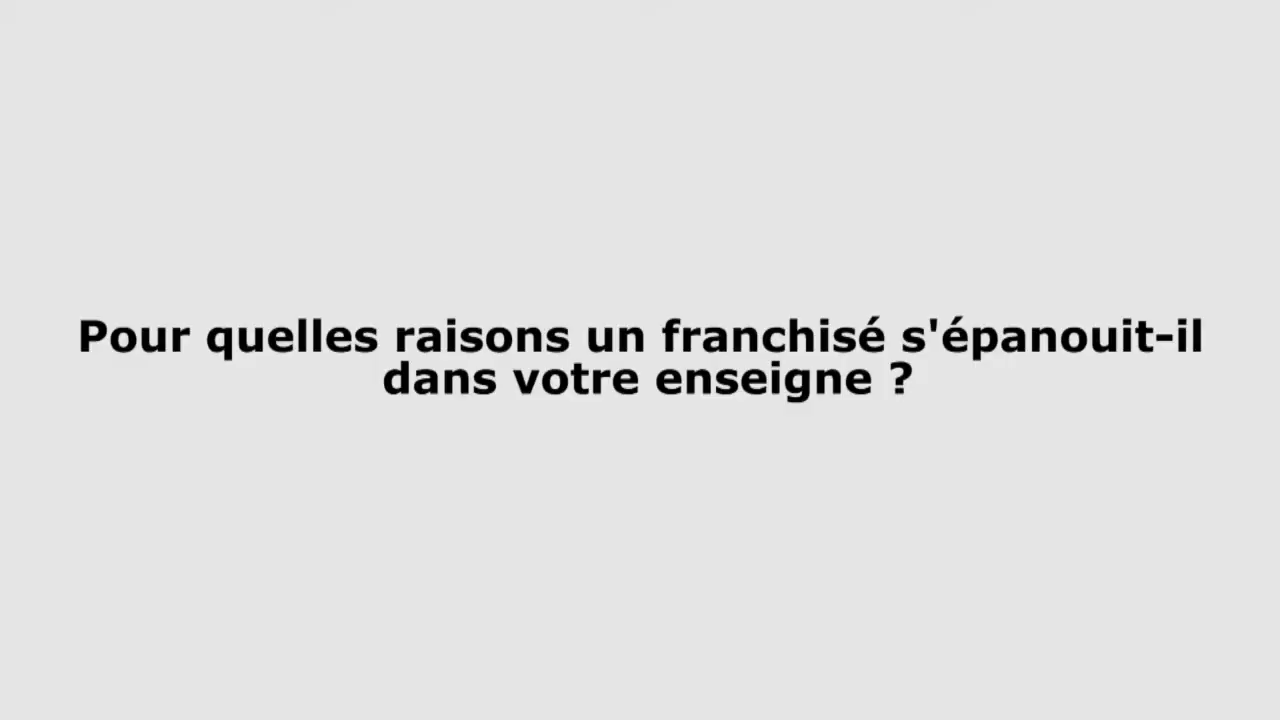 Pour quelles raisons un franchisé s'épanouit-il
dans votre enseigne ?